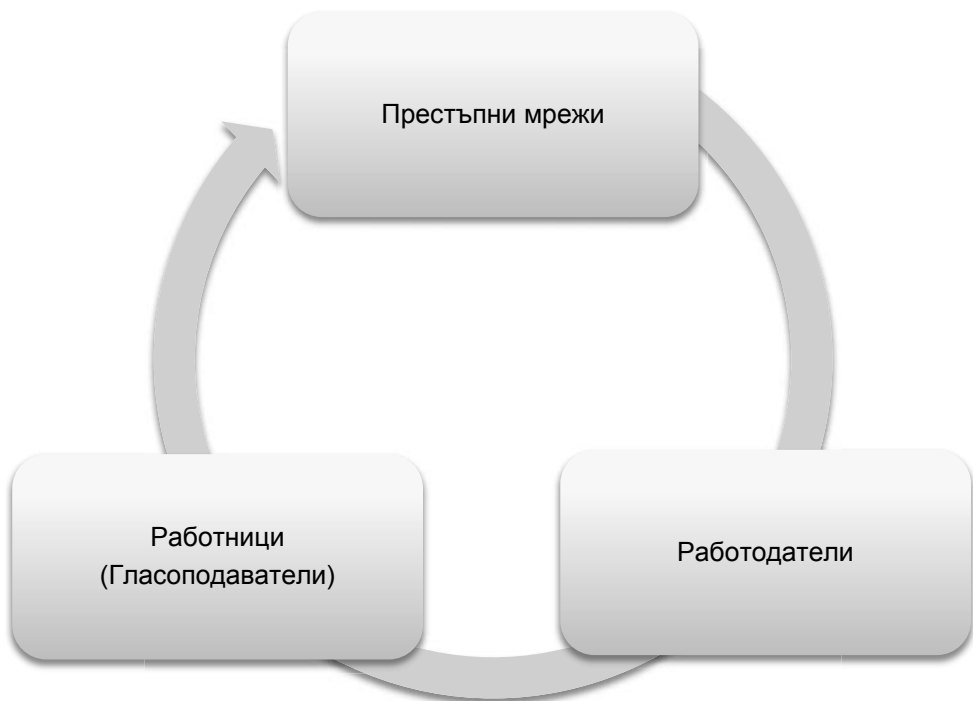 Престъпни мрежи
Работници
(Гласоподаватели)
Работодатели